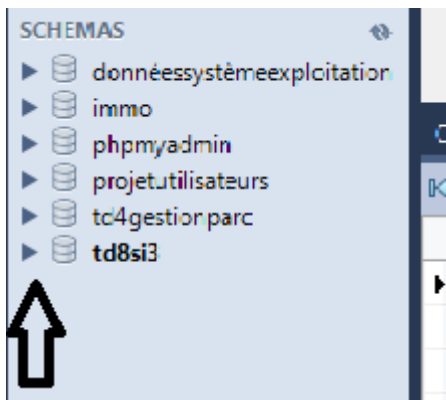 SCHEMAS
donnéessystèmeexploitation
immo
phpmyadmin
projetutilisateurs
td4gestionparc
td8si3